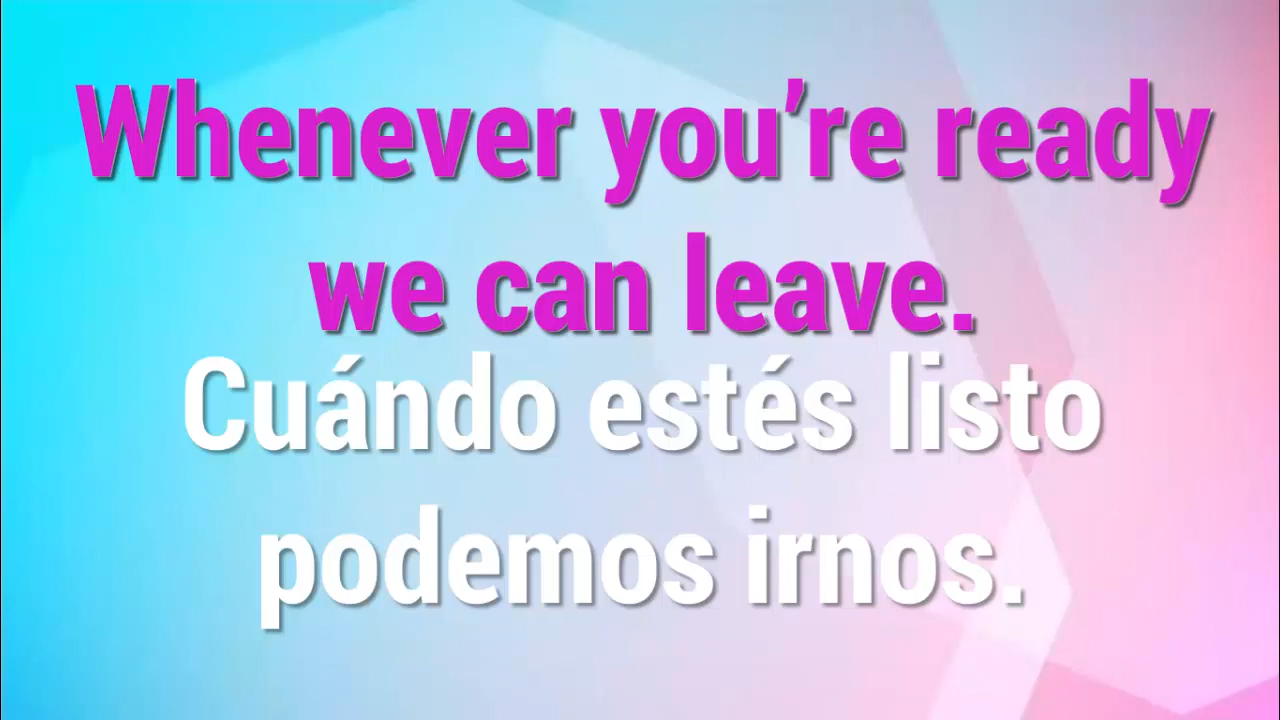 Whenever you’re ready
we can leave.
Cuándo estés listo
podemos irnos.